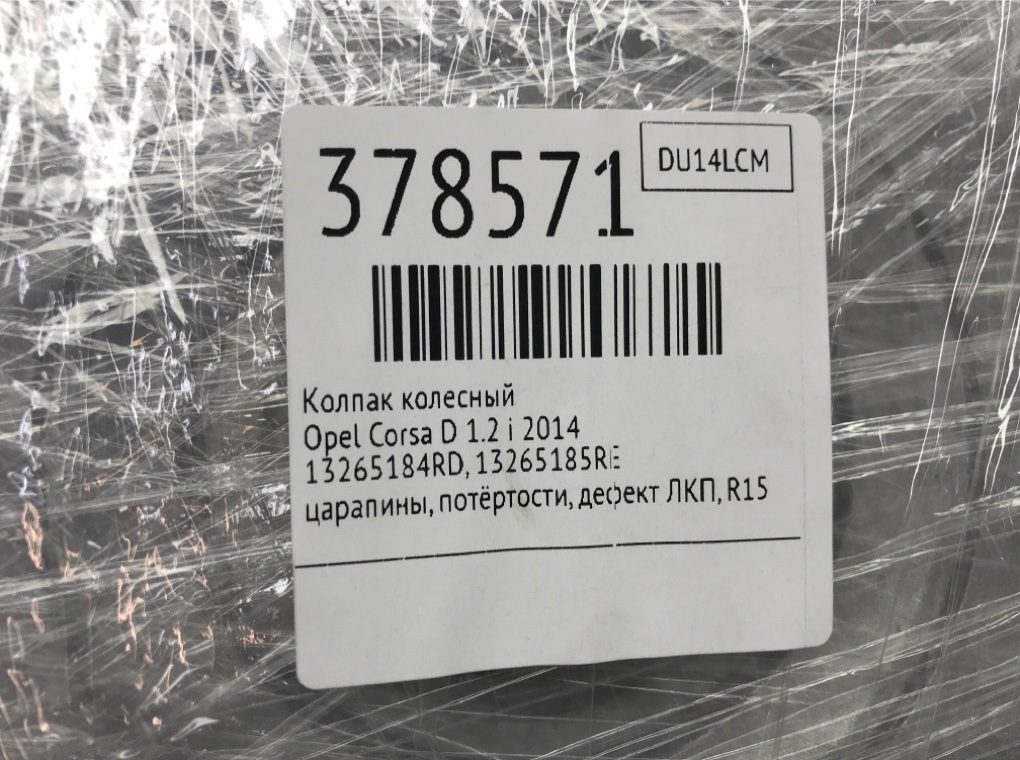 378571
DU14LCM
Колпак колесный
Opel Corsa D 1.2 i 2014
13265184RD, 13265185RE
царапины, потёртости, дефект ЛКП, R15